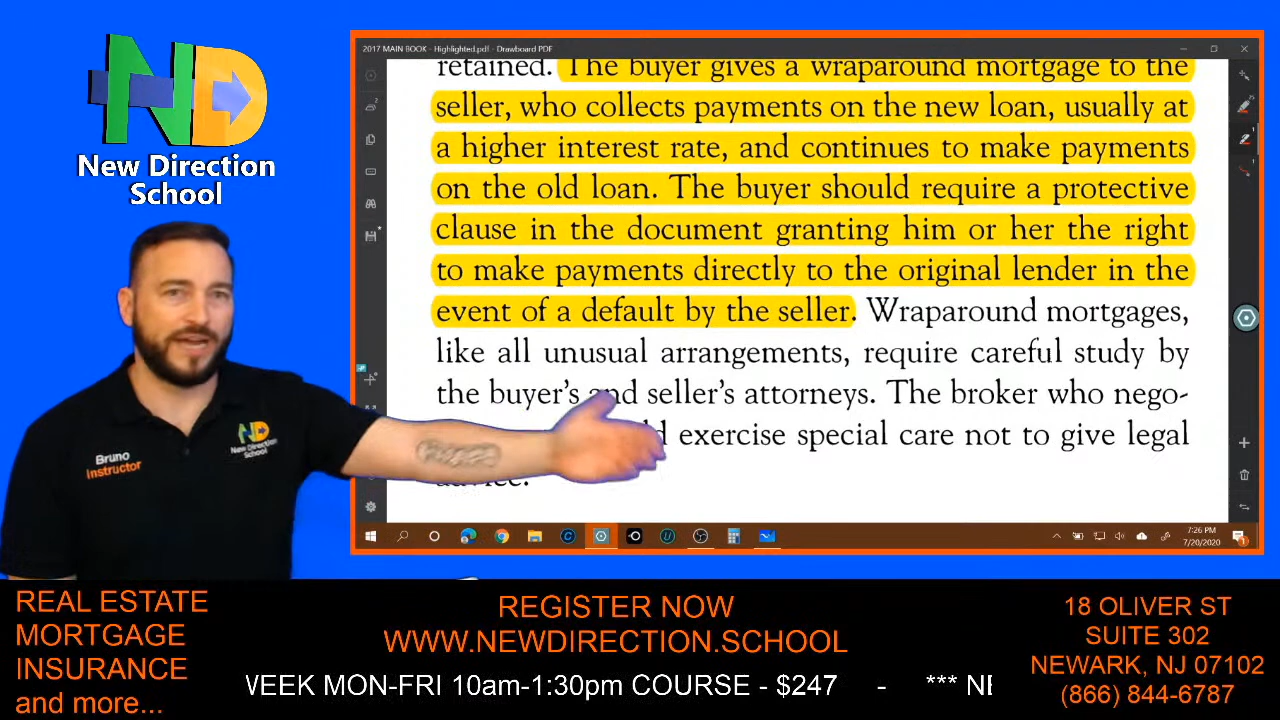 ND
New Direction
School
2017 MAIN BOOK - Highlighted.pdf - Drawboard PDF
retained. The buyer gives a wraparound mortgage to the
seller, who collects payments on the new loan, usually at
a higher interest rate, and continues to make payments
on the old loan. The buyer should require a protective
clause in the document granting him or her the right
to make payments directly to the original lender in the
event of a default by the seller. Wraparound mortgages,
like all unusual arrangements, require careful study by
the buyer's and seller's attorneys. The broker who nego-
exercise special care not to give legal
advice.
Bruno
Instructor
ND
New Direction
School
7:26 PM
7/20/2020
REAL ESTATE
MORTGAGE
INSURANCE
and more...
REGISTER NOW
WWW.NEWDIRECTION.SCHOOL
WEEK MON-FRI 10am-1:30pm COURSE - $247 - ***
18 OLIVER ST
SUITE 302
NEWARK, NJ 07102
(866) 844-6787